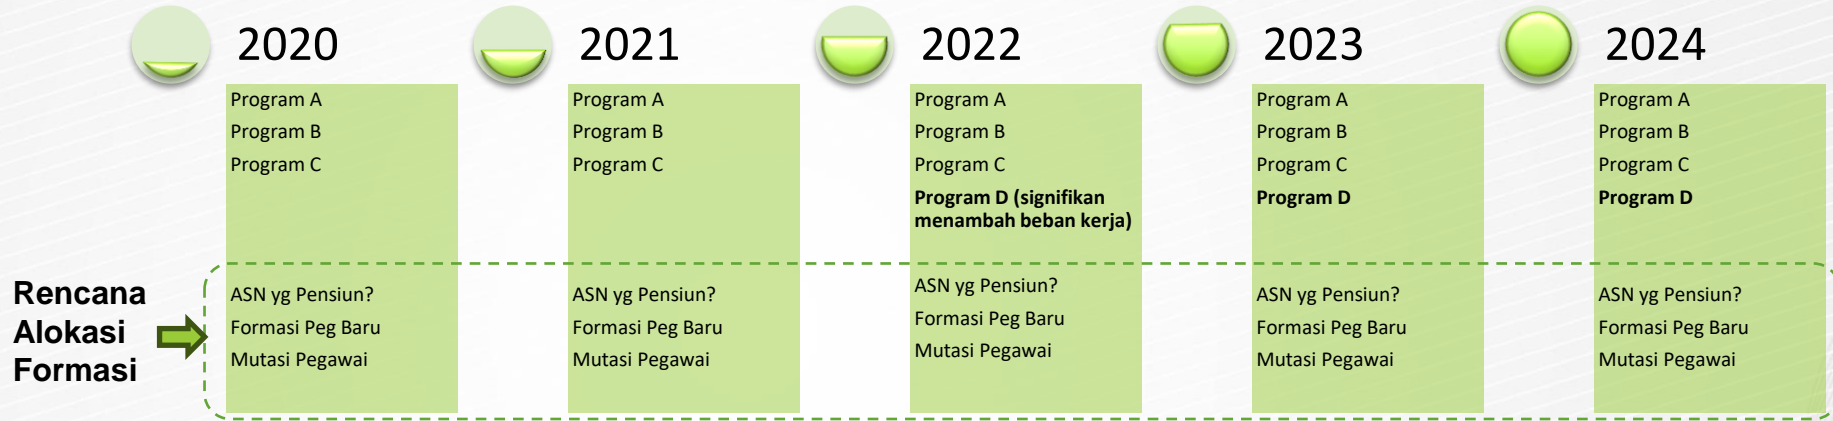 2020
Program A
Program B
Program C
2021
Program A
Program B
Program C
2022
Program A
Program B
Program C
Program D (signifikan
menambah beban kerja)
2023
Program A
Program B
Program C
Program D
2024
Program A
Program B
Program C
Program D
Rencana
Alokasi
Formasi
ASN yg Pensiun?
Formasi Peg Baru
Mutasi Pegawai
ASN yg Pensiun?
Formasi Peg Baru
Mutasi Pegawai
ASN yg Pensiun?
Formasi Peg Baru
Mutasi Pegawai
ASN yg Pensiun?
Formasi Peg Baru
Mutasi Pegawai
ASN yg Pensiun?
Formasi Peg Baru
Mutasi Pegawai